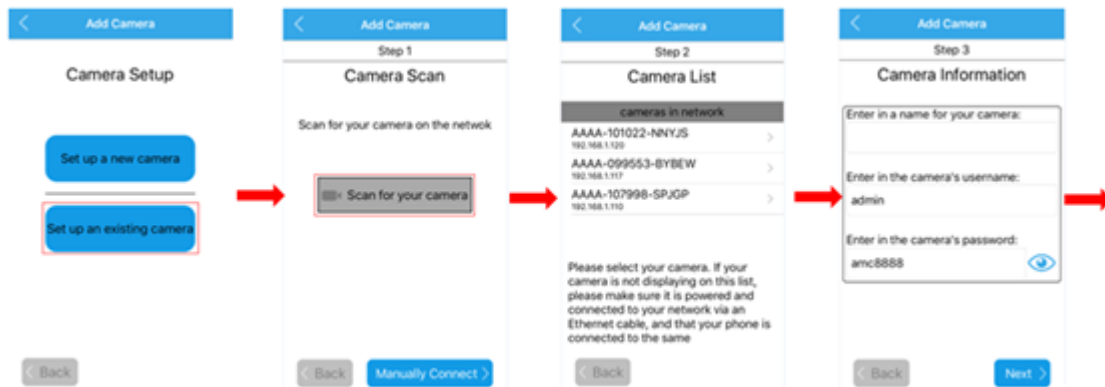 Add Camera
Camera Setup
Set up a new camera
Set up an existing camera
Back
Add Camera
Step 1
Camera Scan
Scan for your camera on the netwok
Scan for your camera
Back
Manually Connect
Add Camera
Step 2
Camera List
cameras in network
AAAA-101022-NNYJS
192.168.1.120
AAAA-099553-BYBEW
192.168.1.117
AAAA-107998-SPJGP
192.168.1.110
Please select your camera. If your
camera is not displaying on this list,
please make sure it is powered and
connected to your network via an
Ethernet cable, and that your phone is
connected to the same
Back
Add Camera
Step 3
Camera Information
Enter in a name for your camera:
Enter in the camera's username:
admin
Enter in the camera's password:
amc8888
Back
Next